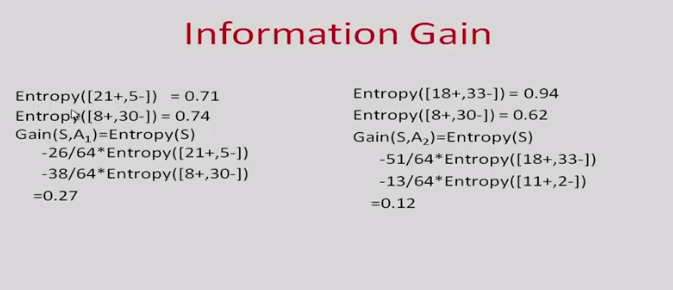 Information Gain
Entropy([21+,5-]) = 0.71
Entropy([8+,30-]) = 0.74
Gain(S,A₁)=Entropy(S)
-26/64*Entropy([21+,5-])
-38/64*Entropy([8+,30-])
=0.27
Entropy([18+,33-]) = 0.94
Entropy([8+,30-]) = 0.62
Gain(S,A₂)=Entropy(S)
-51/64*Entropy([18+,33-])
-13/64*Entropy([11+,2-])
=0.12